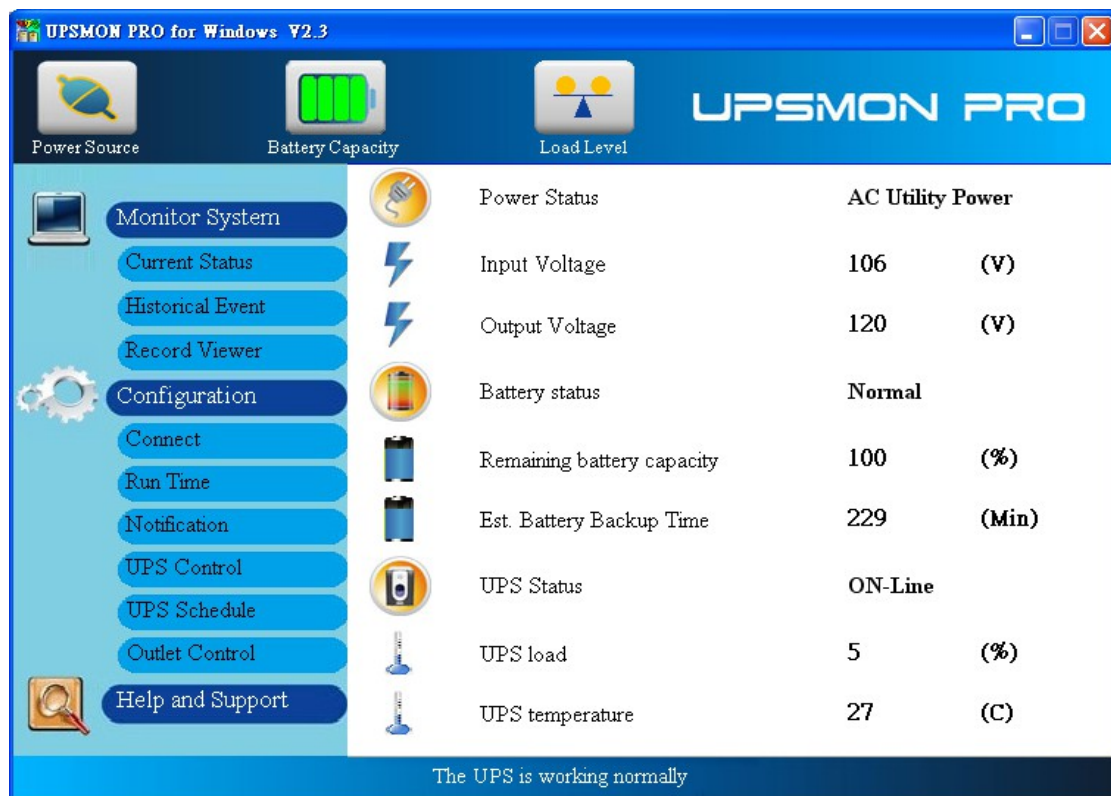 UPSMON PRO for Windows V2.3
Power Source Battery Capacity Load Level UPSMON PRO
Monitor System
Current Status
Historical Event
Record Viewer
Configuration
Connect
Run Time
Notification
UPS Control
UPS Schedule
Outlet Control
Help and Support
Power Status AC Utility Power
Input Voltage 106 (V)
Output Voltage 120 (V)
Battery status Normal
Remaining battery capacity 100 (%)
Est. Battery Backup Time 229 (Min)
UPS Status ON-Line
UPS load 5 (%)
UPS temperature 27 (C)
The UPS is working normally